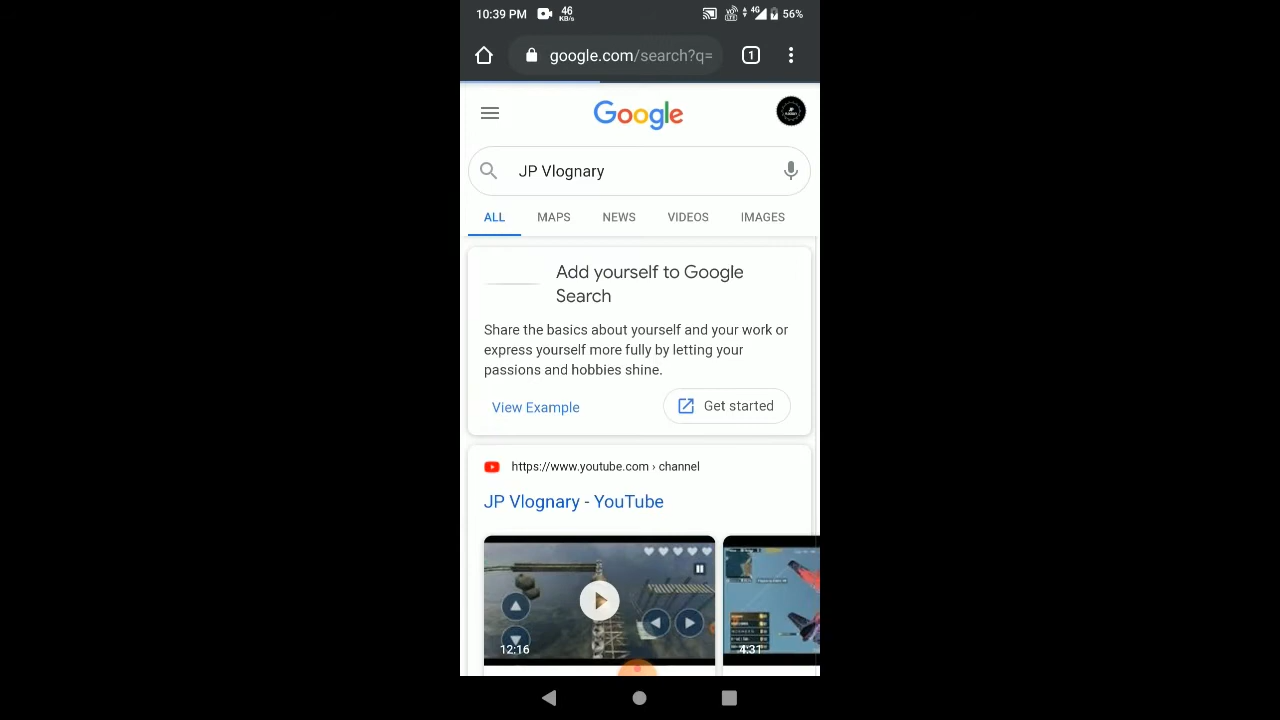 10:39 PM 46 KB/s 4G 56%
google.com/search?q= 1
Google
JP Vlognary
ALL MAPS NEWS VIDEOS IMAGES
Add yourself to Google
Search
Share the basics about yourself and your work or
express yourself more fully by letting your
passions and hobbies shine.
View Example Get started
https://www.youtube.com › channel
JP Vlognary - YouTube
12:16 4:31